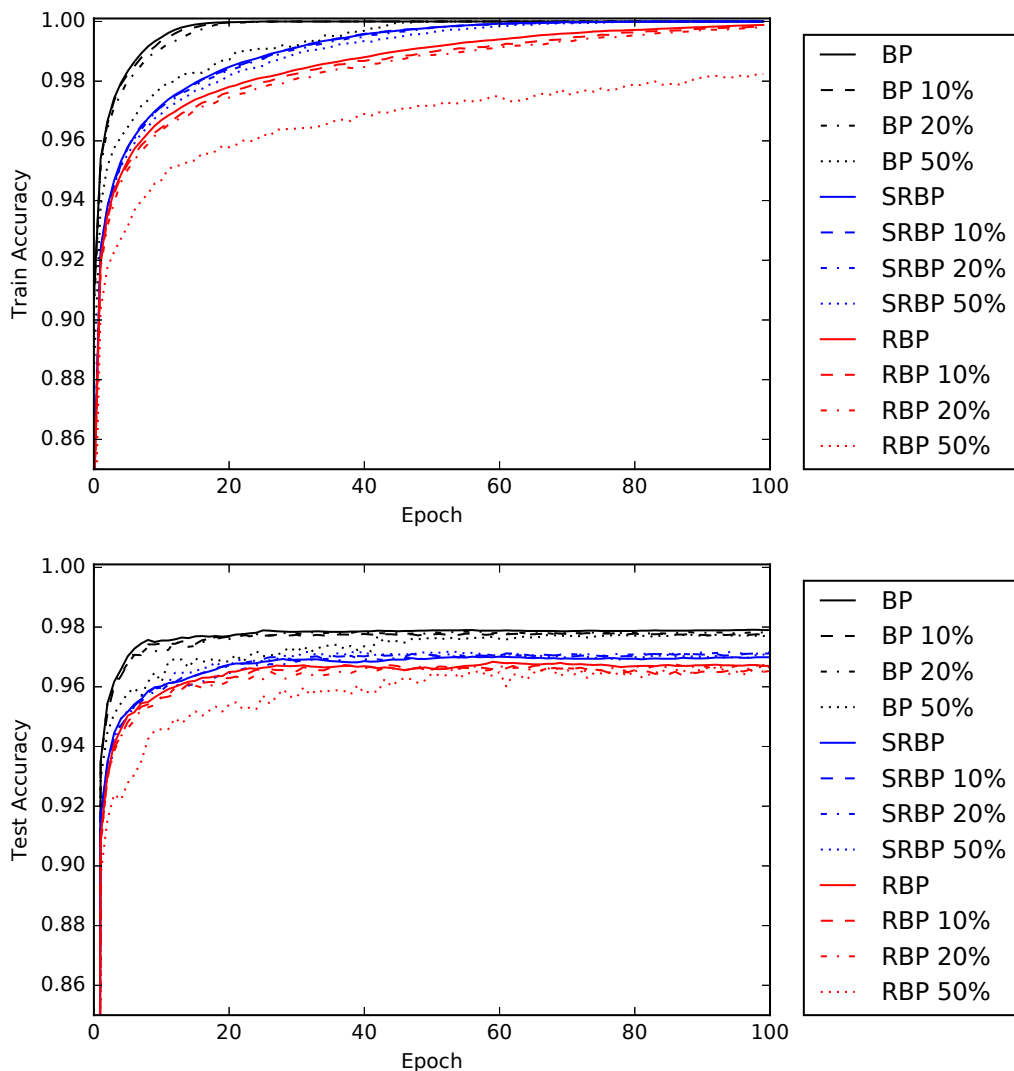 1.00
0.98
0.96
0.94
0.92
0.90
0.88
0.86
Train Accuracy
0 20 40 60 80 100
Epoch
BP
BP 10%
BP 20%
BP 50%
SRBP
SRBP 10%
SRBP 20%
SRBP 50%
RBP
RBP 10%
RBP 20%
RBP 50%
1.00
0.98
0.96
0.94
0.92
0.90
0.88
0.86
Test Accuracy
0 20 40 60 80 100
Epoch
BP
BP 10%
BP 20%
BP 50%
SRBP
SRBP 10%
SRBP 20%
SRBP 50%
RBP
RBP 10%
RBP 20%
RBP 50%